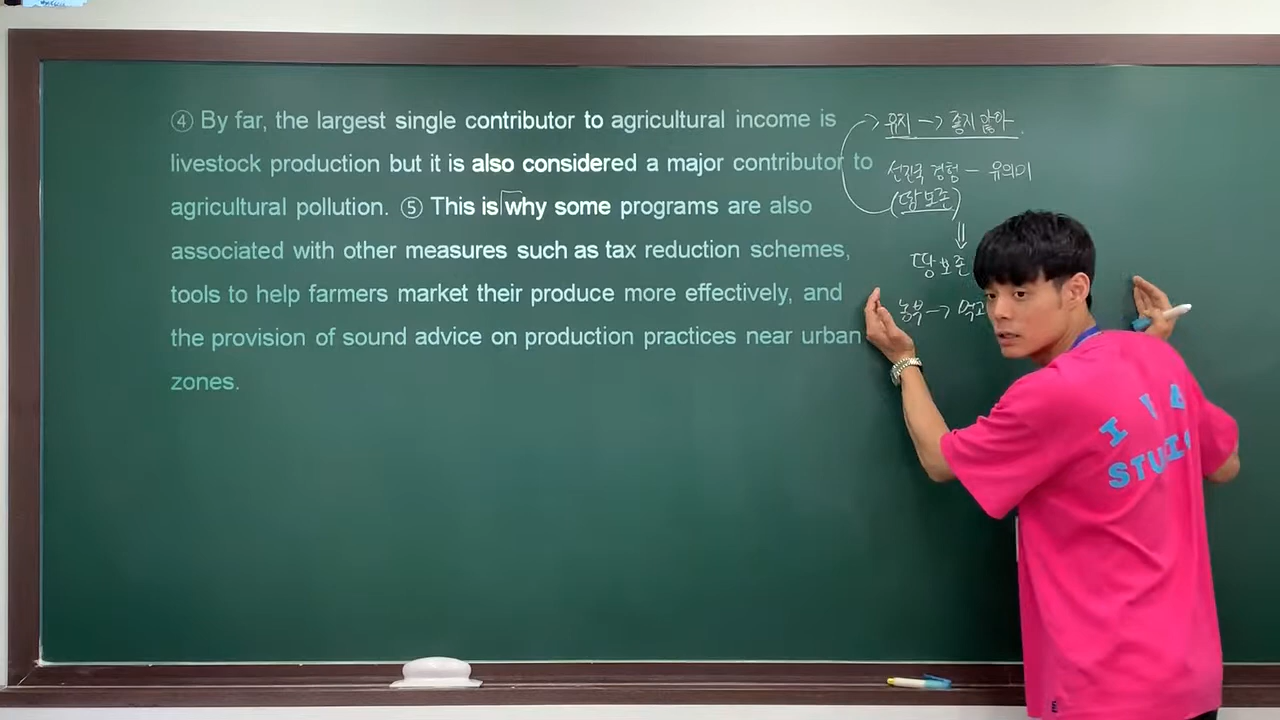 ④ By far, the largest single contributor to agricultural income is
livestock production but it is also considered a major contributor to
agricultural pollution. ⑤ This is why some programs are also
associated with other measures such as tax reduction schemes,
tools to help farmers market their produce more effectively, and
the provision of sound advice on production practices near urban
zones.
유지 → 좋지 않아.
선진국 경험 - 유의미
(땅 보존)
땅 보존
농부 → 먹고
STUDIO